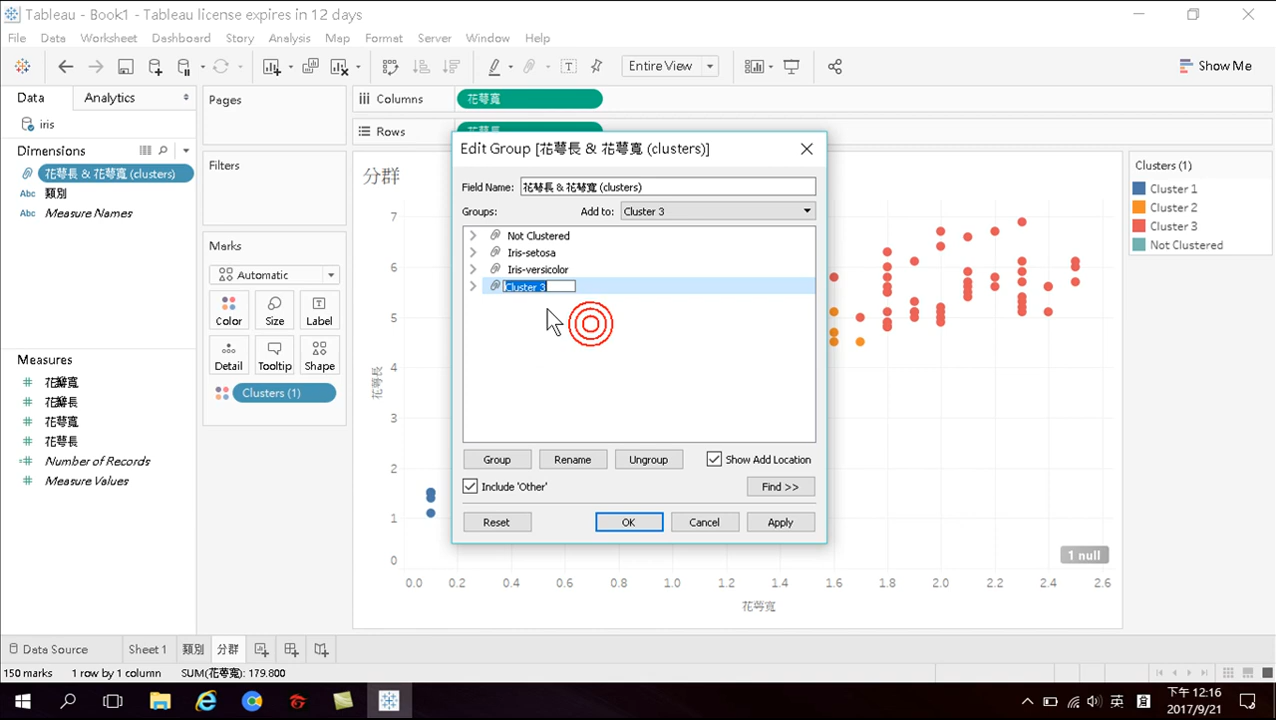 Tableau - Book1 - Tableau license expires in 12 days
File Data Worksheet Dashboard Story Analysis Map Format Server Window Help
Entire View
Show Me
Data Analytics
iris
Dimensions
花萼長 & 花萼寬 (clusters)
Abc 類別
Abc Measure Names
Measures
花瓣寬
花瓣長
花萼寬
花萼長
Number of Records
Measure Values
Pages
Filters
Marks
Automatic
Color Size Label
Detail Tooltip Shape
Clusters (1)
Columns 花萼寬
Rows 花萼長
分群
花萼長
7
6
5
4
3
2
1
0
0.0 0.2 0.4 0.6 0.8 1.0 1.2 1.4 1.6 1.8 2.0 2.2 2.4 2.6
花萼寬
1 null
Edit Group [花萼長 & 花萼寬 (clusters)]
Field Name: 花萼長 & 花萼寬 (clusters)
Groups: Add to: Cluster 3
Not Clustered
Iris-setosa
Iris-versicolor
Cluster 3
Group Rename Ungroup Show Add Location
Include 'Other' Find >>
Reset OK Cancel Apply
Clusters (1)
Cluster 1
Cluster 2
Cluster 3
Not Clustered
Data Source Sheet 1 類別 分群
150 marks 1 row by 1 column SUM(花萼寬): 179.800
英
下午 12:16
2017/9/21